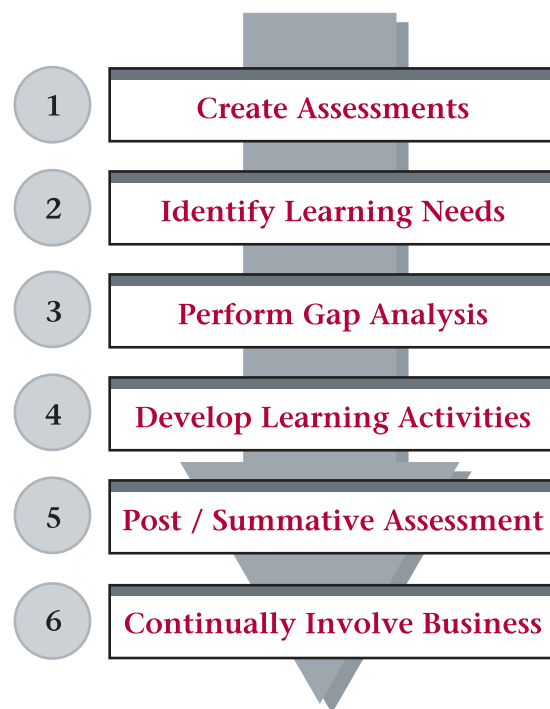 1 Create Assessments
2 Identify Learning Needs
3 Perform Gap Analysis
4 Develop Learning Activities
5 Post / Summative Assessment
6 Continually Involve Business